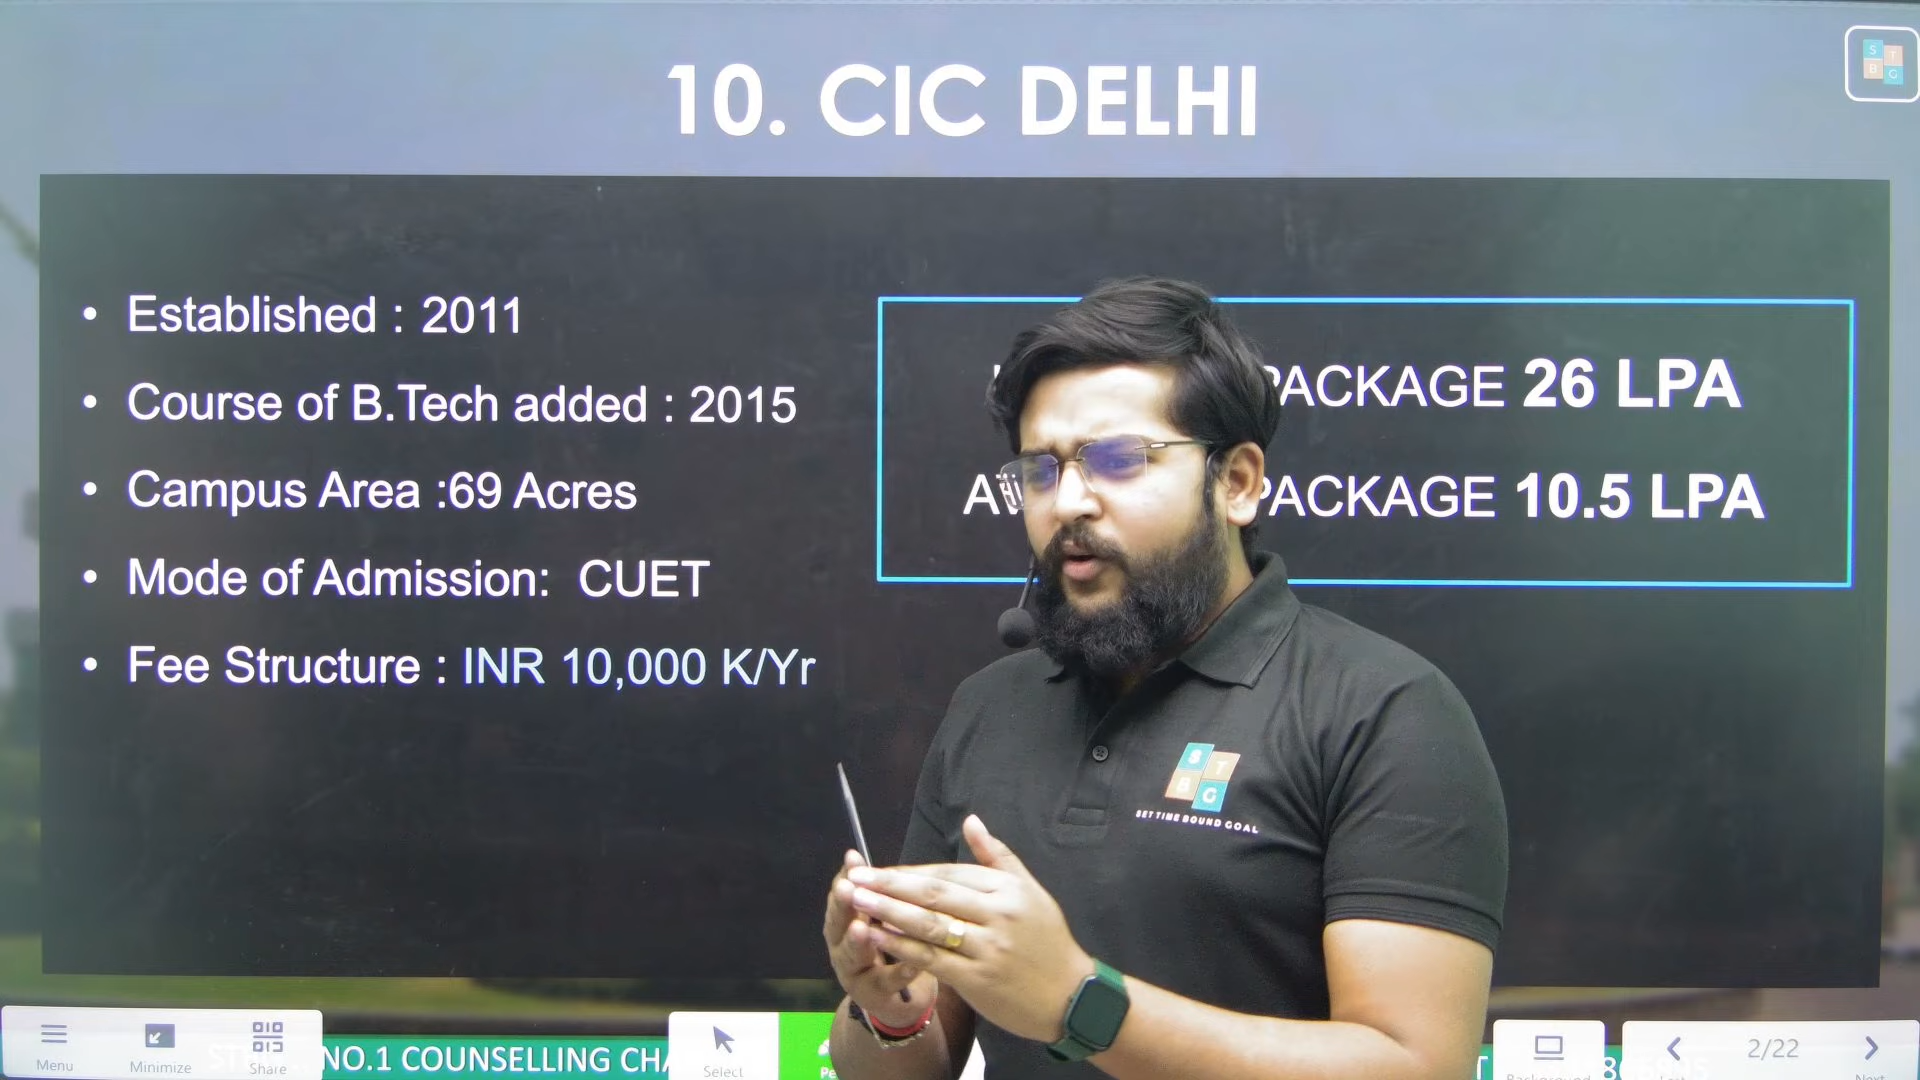 10. CIC DELHI
S T
B G
• Established : 2011
• Course of B.Tech added : 2015
• Campus Area :69 Acres
• Mode of Admission: CUET
• Fee Structure : INR 10,000 K/Yr
PACKAGE 26 LPA
PACKAGE 10.5 LPA
S T
B G
SET TIME BOUND GOAL
NO.1 COUNSELLING
Menu
Minimize
Share
Select
2/22